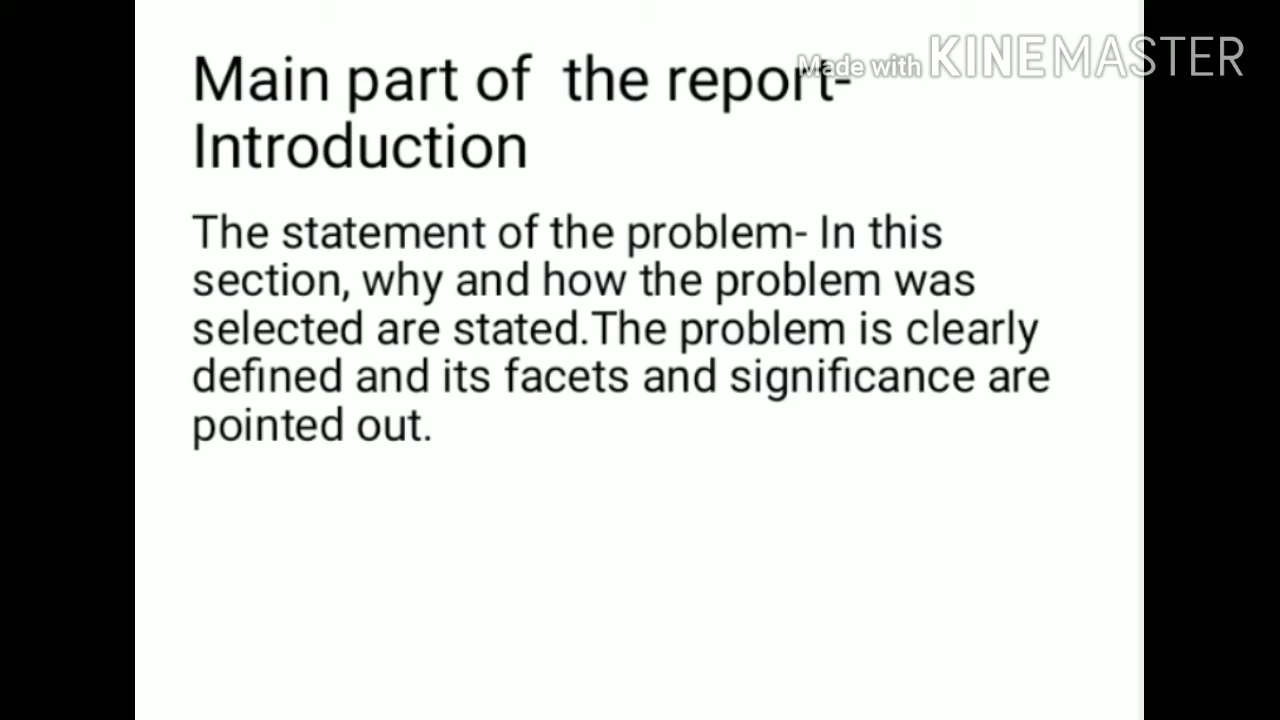 Made with KINEMASTER
Main part of the report-
Introduction
The statement of the problem- In this
section, why and how the problem was
selected are stated.The problem is clearly
defined and its facets and significance are
pointed out.